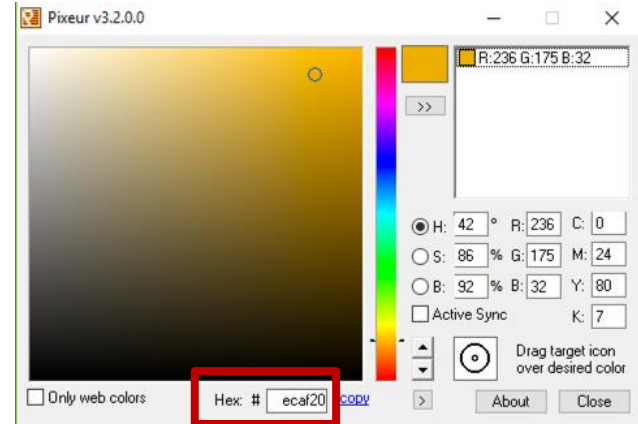 Pixeur v3.2.0.0
R:236 G:175 B:32
>>
H: 42 ° R: 236 C: 0
S: 86 % G: 175 M: 24
B: 92 % B: 32 Y: 80
Active Sync K: 7
Drag target icon
over desired color
Only web colors Hex: # ecaf20 copy > About Close